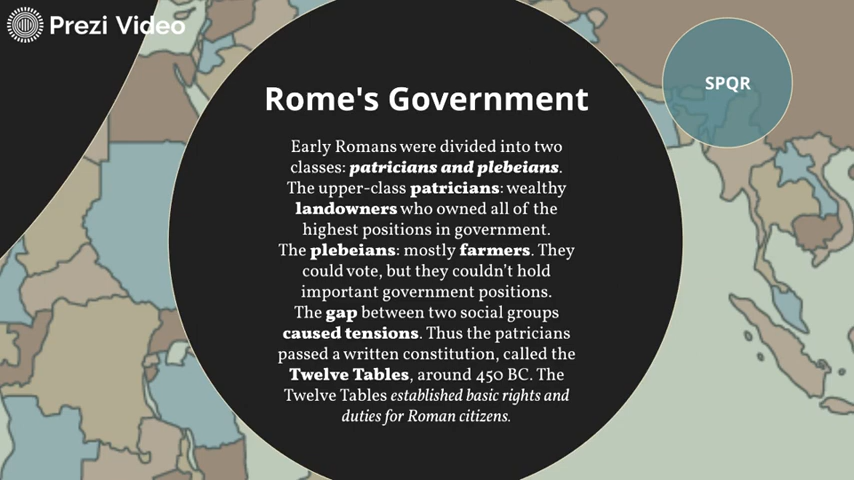 Prezi Video
SPQR
Rome's Government
Early Romans were divided into two
classes: patricians and plebeians.
The upper-class patricians: wealthy
landowners who owned all of the
highest positions in government.
The plebeians: mostly farmers. They
could vote, but they couldn't hold
important government positions.
The gap between two social groups
caused tensions. Thus the patricians
passed a written constitution, called the
Twelve Tables, around 450 BC. The
Twelve Tables established basic rights and
duties for Roman citizens.